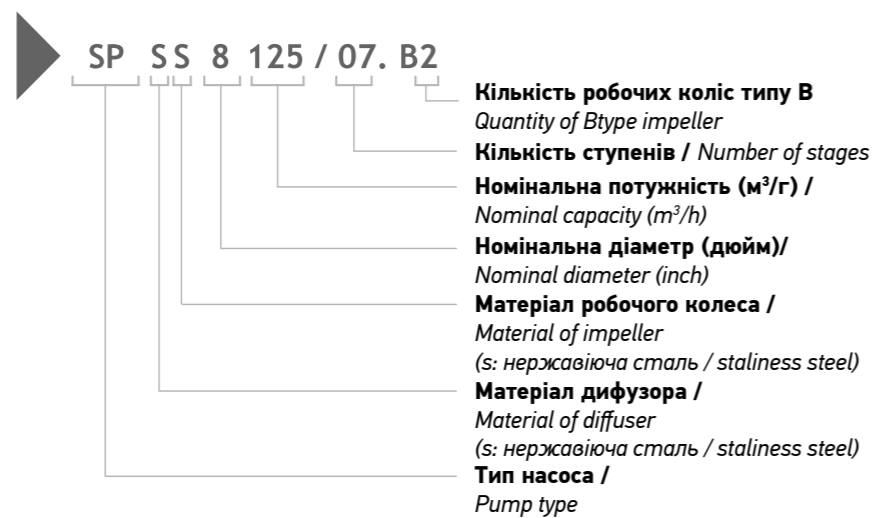 SP S S 8 125 / 07. B2
Кількість робочих коліс типу В
Quantity of Btype impeller
Кількість ступенів / Number of stages
Номінальна потужність (м³/г) /
Nominal capacity (m³/h)
Номінальна діаметр (дюйм)/
Nominal diameter (inch)
Матеріал робочого колеса /
Material of impeller
(s: нержавіюча сталь / staliness steel)
Матеріал дифузора /
Material of diffuser
(s: нержавіюча сталь / staliness steel)
Тип насоса /
Pump type